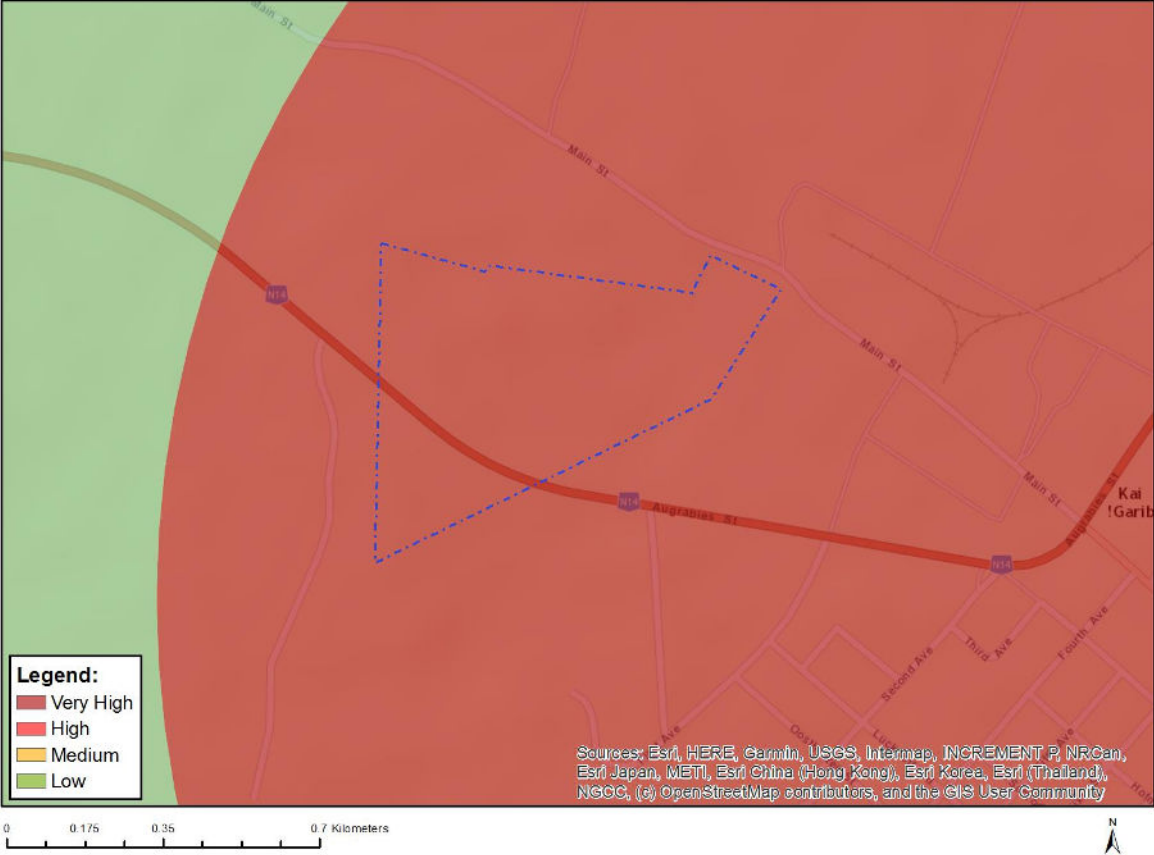 Main St
Main St
N14
Main St
N14
Augrabies St
Main St
Kai
!Garib
Augrabies St
N14
Fourth Ave
Third Ave
Second Ave
Ave
Ave
Legend:
Very High
High
Medium
Low
Sources: Esri, HERE, Garmin, USGS, Intermap, INCREMENT P, NRCan,
Esri Japan, METI, Esri China (Hong Kong), Esri Korea, Esri (Thailand),
NGCC, (c) OpenStreetMap contributors, and the GIS User Community
0 0.175 0.35 0.7 Kilometers
N